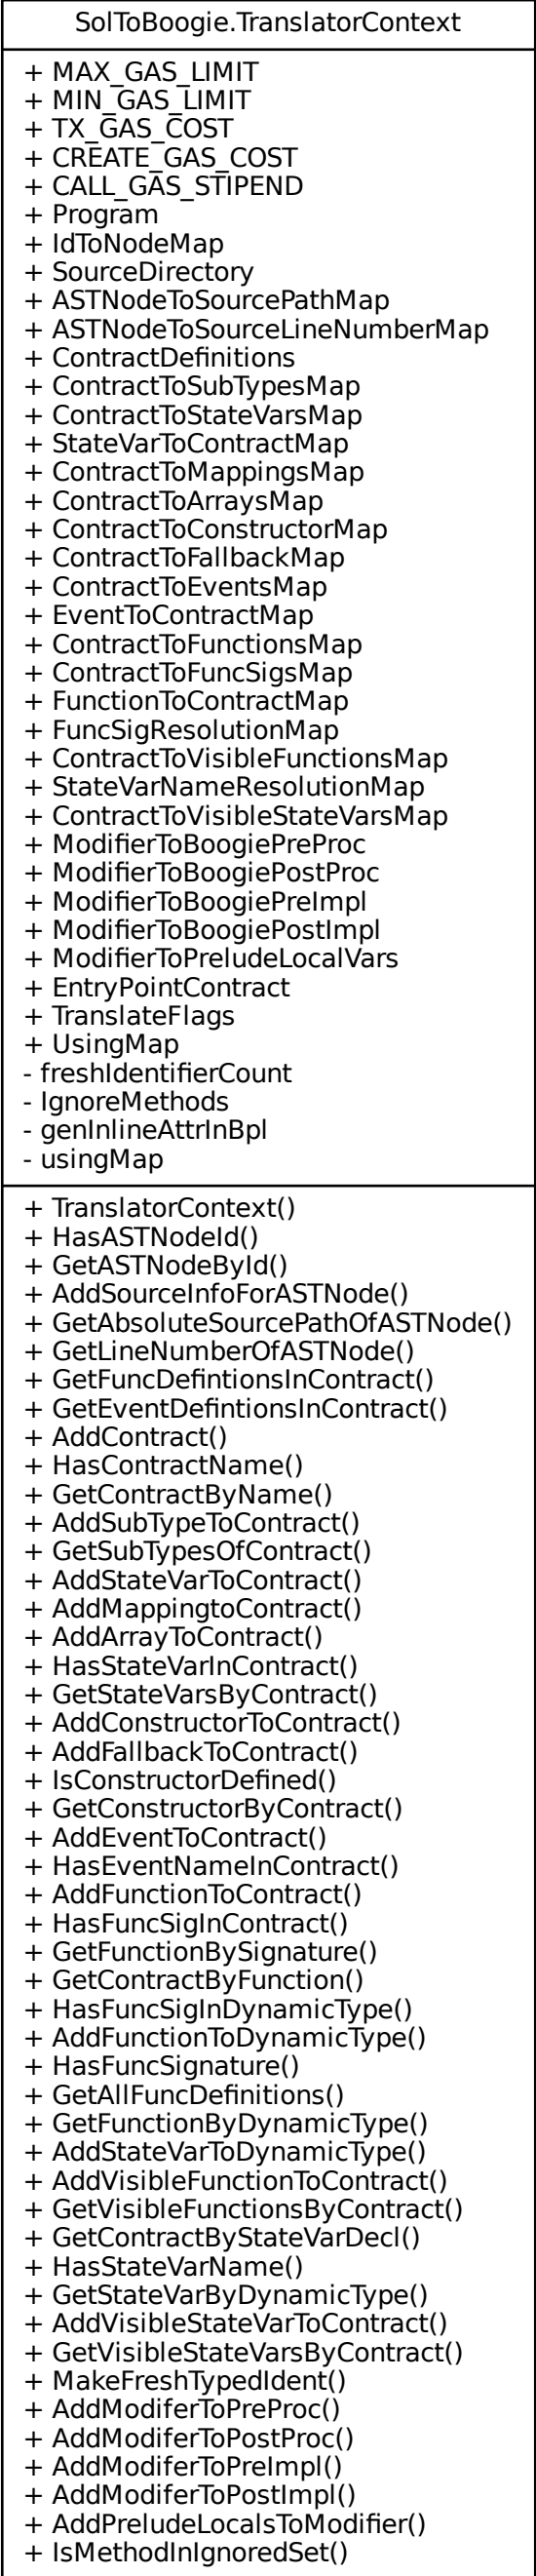 SolToBoogie.TranslatorContext
+ MAX_GAS_LIMIT
+ MIN_GAS_LIMIT
+ TX_GAS_COST
+ CREATE_GAS_COST
+ CALL_GAS_STIPEND
+ Program
+ IdToNodeMap
+ SourceDirectory
+ ASTNodeToSourcePathMap
+ ASTNodeToSourceLineNumberMap
+ ContractDefinitions
+ ContractToSubTypesMap
+ ContractToStateVarsMap
+ StateVarToContractMap
+ ContractToMappingsMap
+ ContractToArraysMap
+ ContractToConstructorMap
+ ContractToFallbackMap
+ ContractToEventsMap
+ EventToContractMap
+ ContractToFunctionsMap
+ ContractToFuncSigsMap
+ FunctionToContractMap
+ FuncSigResolutionMap
+ ContractToVisibleFunctionsMap
+ StateVarNameResolutionMap
+ ContractToVisibleStateVarsMap
+ ModifierToBoogiePreProc
+ ModifierToBoogiePostProc
+ ModifierToBoogiePreImpl
+ ModifierToBoogiePostImpl
+ ModifierToPreludeLocalVars
+ EntryPointContract
+ TranslateFlags
+ UsingMap
- freshIdentifierCount
- IgnoreMethods
- genInlineAttrInBpl
- usingMap
+ TranslatorContext()
+ HasASTNodeId()
+ GetASTNodeById()
+ AddSourceInfoForASTNode()
+ GetAbsoluteSourcePathOfASTNode()
+ GetLineNumberOfASTNode()
+ GetFuncDefintionsInContract()
+ GetEventDefintionsInContract()
+ AddContract()
+ HasContractName()
+ GetContractByName()
+ AddSubTypeToContract()
+ GetSubTypesOfContract()
+ AddStateVarToContract()
+ AddMappingtoContract()
+ AddArrayToContract()
+ HasStateVarInContract()
+ GetStateVarsByContract()
+ AddConstructorToContract()
+ AddFallbackToContract()
+ IsConstructorDefined()
+ GetConstructorByContract()
+ AddEventToContract()
+ HasEventNameInContract()
+ AddFunctionToContract()
+ HasFuncSigInContract()
+ GetFunctionBySignature()
+ GetContractByFunction()
+ HasFuncSigInDynamicType()
+ AddFunctionToDynamicType()
+ HasFuncSignature()
+ GetAllFuncDefinitions()
+ GetFunctionByDynamicType()
+ AddStateVarToDynamicType()
+ AddVisibleFunctionToContract()
+ GetVisibleFunctionsByContract()
+ GetContractByStateVarDecl()
+ HasStateVarName()
+ GetStateVarByDynamicType()
+ AddVisibleStateVarToContract()
+ GetVisibleStateVarsByContract()
+ MakeFreshTypedIdent()
+ AddModiferToPreProc()
+ AddModiferToPostProc()
+ AddModiferToPreImpl()
+ AddModiferToPostImpl()
+ AddPreludeLocalsToModifier()
+ IsMethodInIgnoredSet()